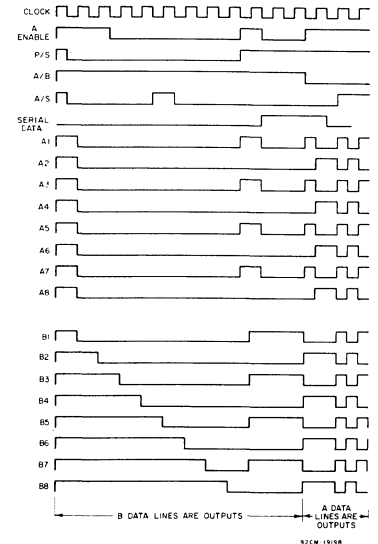 CLOCK
A
ENABLE
P/S
A/B
A/S
SERIAL
DATA
A1
A2
A3
A4
A5
A6
A7
A8
B1
B2
B3
B4
B5
B6
B7
B8
B DATA LINES ARE OUTPUTS
A DATA
LINES ARE
OUTPUTS
92CM-19198